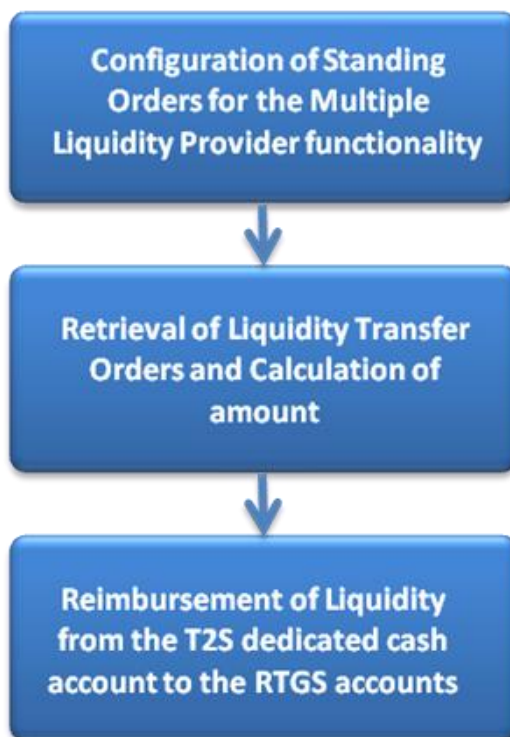 Configuration of Standing
Orders for the Multiple
Liquidity Provider functionality
Retrieval of Liquidity Transfer
Orders and Calculation of
amount
Reimbursement of Liquidity
from the T2S dedicated cash
account to the RTGS accounts